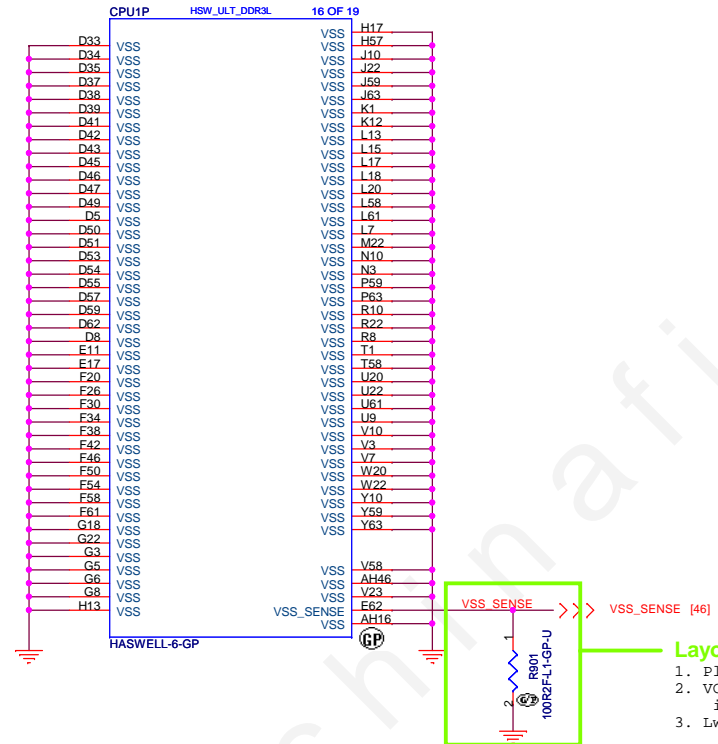 CPU1P HSW_ULT_DDR3L 16 OF 19
VSS H17
D33 VSS VSS H57
D34 VSS VSS J10
D35 VSS VSS J22
D37 VSS VSS J59
D38 VSS VSS J63
D39 VSS VSS K1
D41 VSS VSS K12
D42 VSS VSS L13
D43 VSS VSS L15
D45 VSS VSS L17
D46 VSS VSS L18
D47 VSS VSS L20
D49 VSS VSS L58
D5 VSS VSS L61
D50 VSS VSS L7
D51 VSS VSS M22
D53 VSS VSS N10
D54 VSS VSS N3
D55 VSS VSS P59
D57 VSS VSS P63
D59 VSS VSS R10
D62 VSS VSS R22
D8 VSS VSS R8
E11 VSS VSS T1
E17 VSS VSS T58
F20 VSS VSS U20
F26 VSS VSS U22
F30 VSS VSS U61
F34 VSS VSS U9
F38 VSS VSS V10
F42 VSS VSS V3
F46 VSS VSS V7
F50 VSS VSS W20
F54 VSS VSS W22
F58 VSS VSS Y10
F61 VSS VSS Y59
G18 VSS VSS Y63
G22 VSS
G3 VSS
G5 VSS VSS V58
G6 VSS VSS AH46
G8 VSS VSS V23
H13 VSS VSS_SENSE E62 VSS_SENSE VSS_SENSE [46]
VSS AH16
HASWELL-6-GP GP
1
R901
100R2F-L1-GP-U
2
Layo
1. Pl
2. VC
i
3. Lw
shinafi